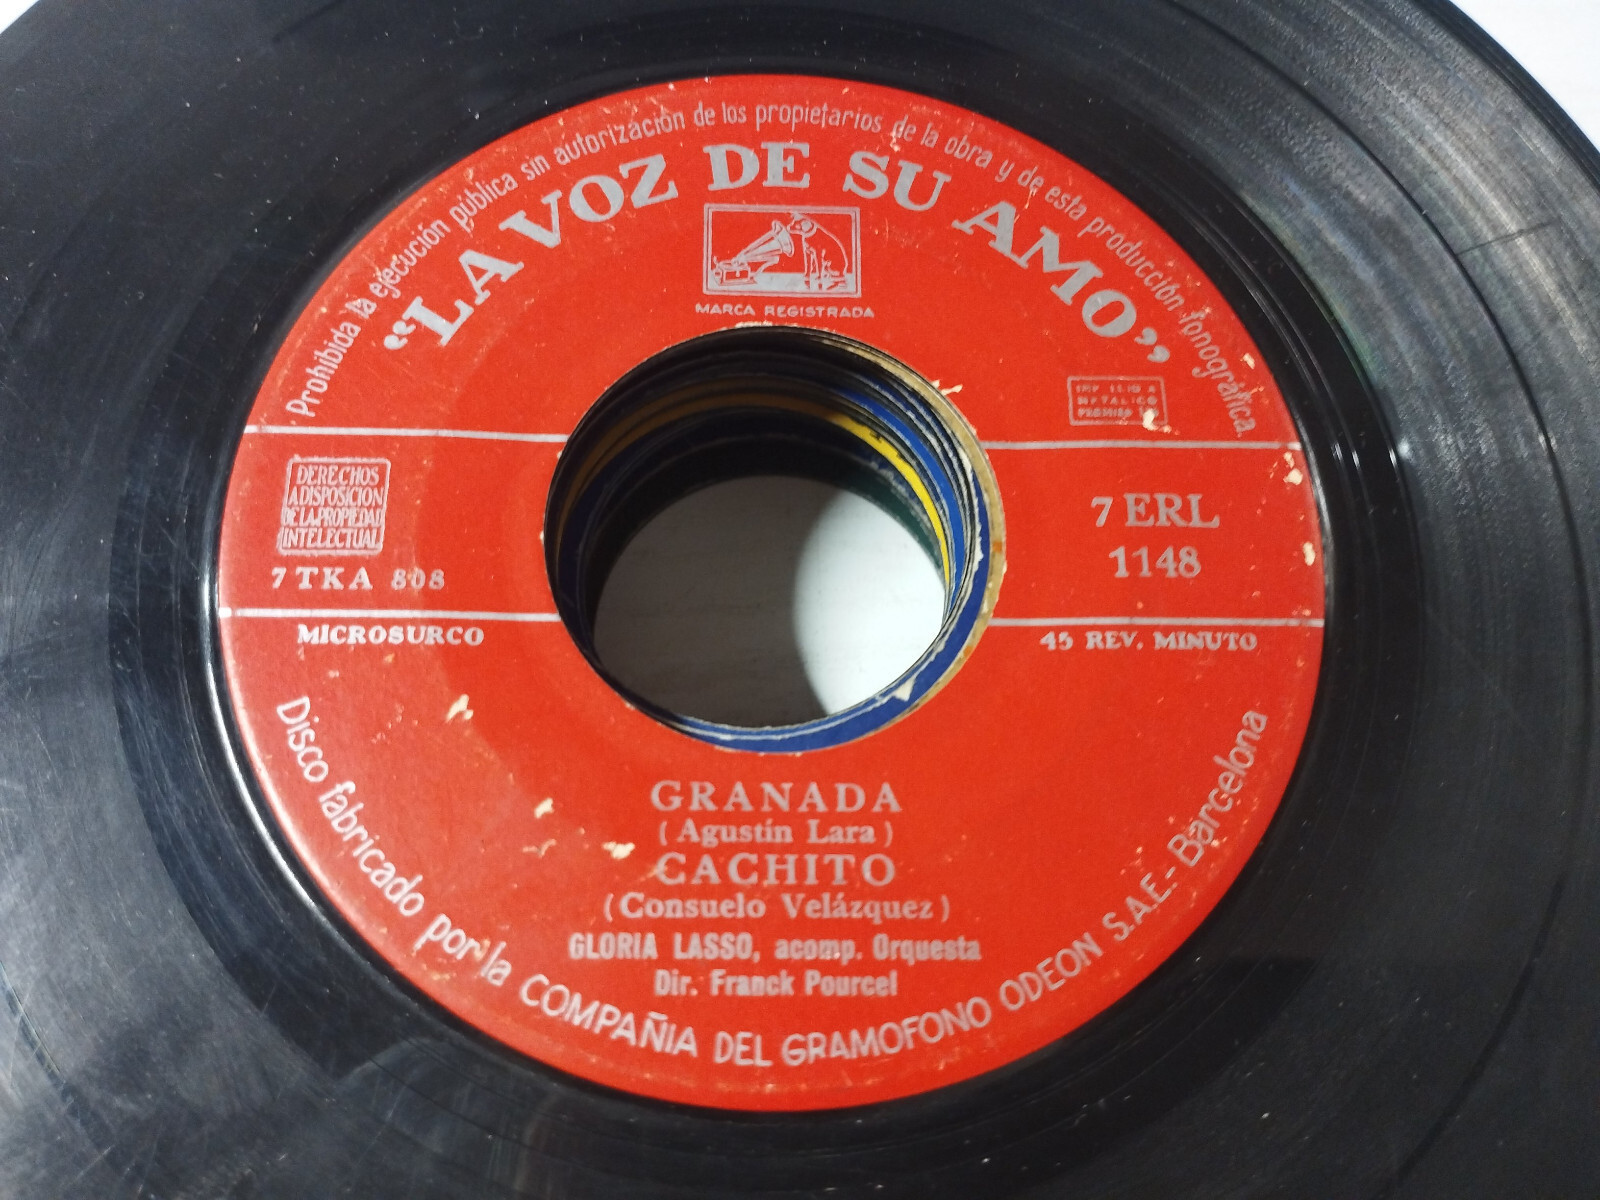 Prohibida la ejecución pública sin autorización de los propietarios de la obra y de esta producción fonográfica.
"LA VOZ DE SU AMO"
MARCA REGISTRADA
METALICO
DERECHOS
A DISPOSICION
DE LA PROPIEDAD
INTELECTUAL
7 TKA 808
7 ERL
1148
MICROSURCO
45 REV. MINUTO
GRANADA
(Agustín Lara)
CACHITO
(Consuelo Velázquez)
GLORIA LASSO, acomp. Orquesta
Dir. Franck Pourcel
Disco fabricado por la COMPAÑIA DEL GRAMOFONO ODEON S.A.E.- Barcelona